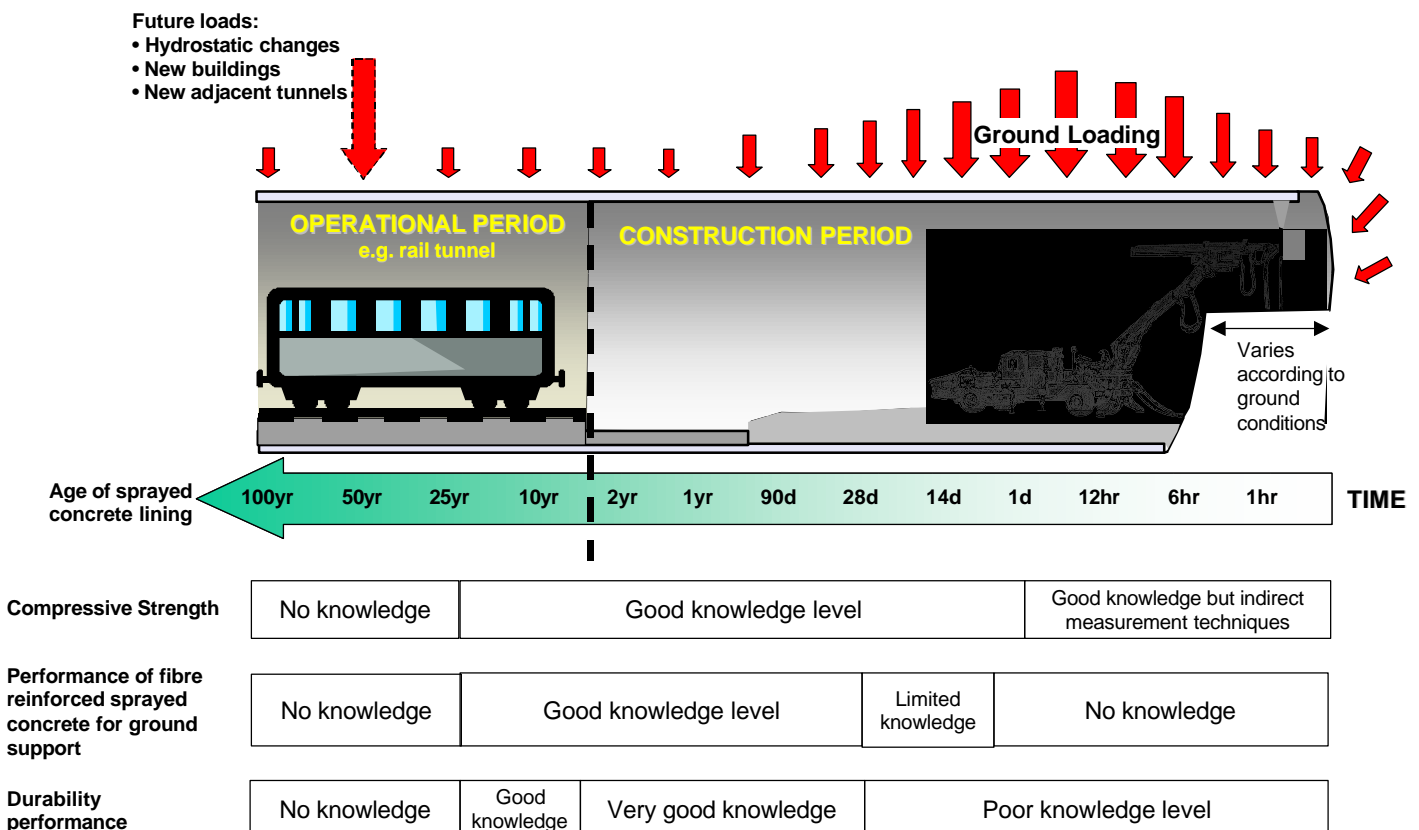 Future loads:
• Hydrostatic changes
• New buildings
• New adjacent tunnels
Ground Loading
OPERATIONAL PERIOD
e.g. rail tunnel
CONSTRUCTION PERIOD
Varies
according to
ground
conditions
Age of sprayed
concrete lining
100yr 50yr 25yr 10yr 2yr 1yr 90d 28d 14d 1d 12hr 6hr 1hr
TIME
Compressive Strength
No knowledge
Good knowledge level
Good knowledge but indirect
measurement techniques
Performance of fibre
reinforced sprayed
concrete for ground
support
No knowledge
Good knowledge level
Limited
knowledge
No knowledge
Durability
performance
No knowledge
Good
knowledge
Very good knowledge
Poor knowledge level